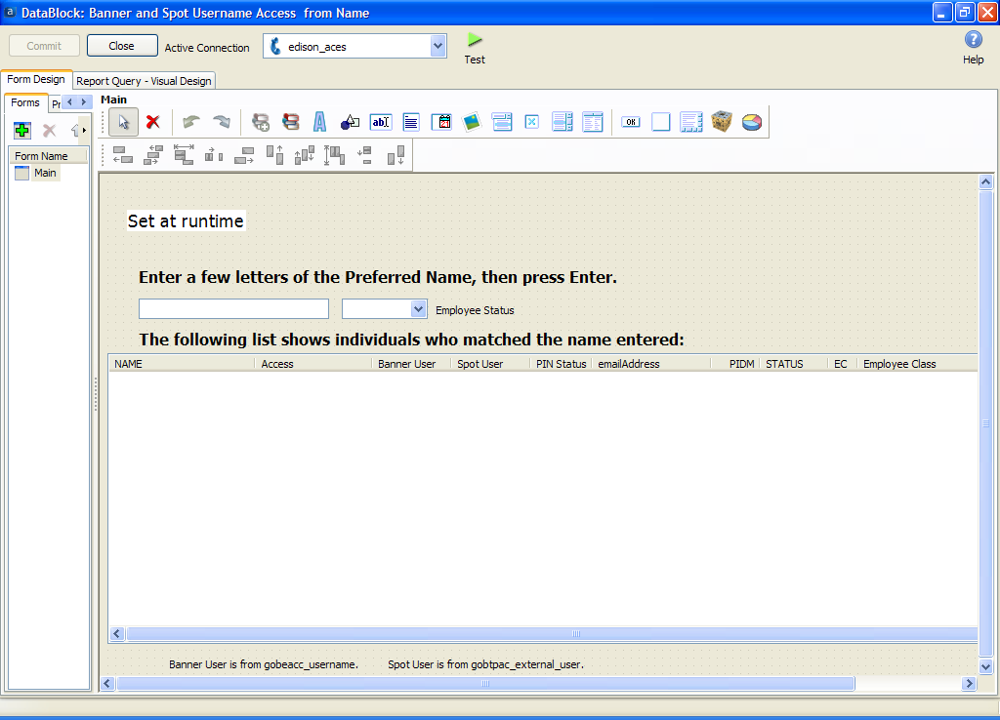 DataBlock: Banner and Spot Username Access from Name
Commit
Close
Active Connection
edison_aces
Test
Help
Form Design
Report Query - Visual Design
Forms
Pr
Main
Form Name
Main
Set at runtime
Enter a few letters of the Preferred Name, then press Enter.
Employee Status
The following list shows individuals who matched the name entered:
NAME Access Banner User Spot User PIN Status emailAddress PIDM STATUS EC Employee Class
Banner User is from gobeacc_username. Spot User is from gobtpac_external_user.